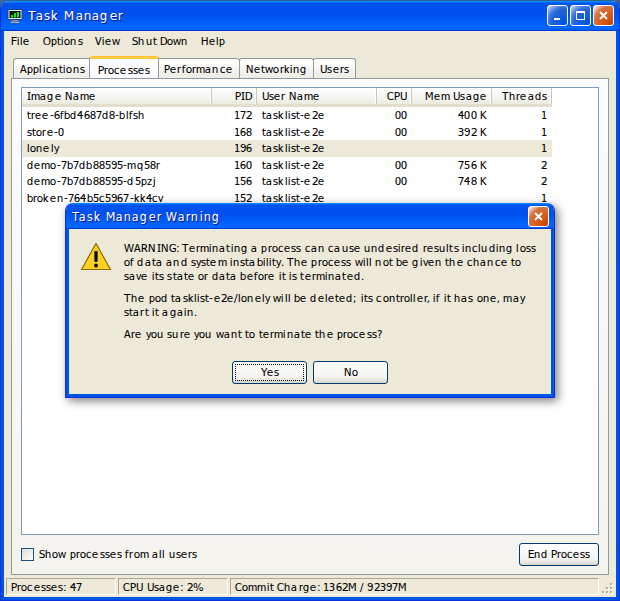 Task Manager
File Options View Shut Down Help
Applications Processes Performance Networking Users
Image Name PID User Name CPU Mem Usage Threads
tree-6fbd4687d8-blfsh 172 tasklist-e2e 00 400 K 1
store-0 168 tasklist-e2e 00 392 K 1
lonely 196 tasklist-e2e 1
demo-7b7db88595-mq58r 160 tasklist-e2e 00 756 K 2
demo-7b7db88595-d5pzj 156 tasklist-e2e 00 748 K 2
broken-764b5c5967-kk4cv 152 tasklist-e2e 1
Task Manager Warning
WARNING: Terminating a process can cause undesired results including loss
of data and system instability. The process will not be given the chance to
save its state or data before it is terminated.
The pod tasklist-e2e/lonely will be deleted; its controller, if it has one, may
start it again.
Are you sure you want to terminate the process?
Yes No
Show processes from all users
End Process
Processes: 47 CPU Usage: 2% Commit Charge: 1362M / 92397M